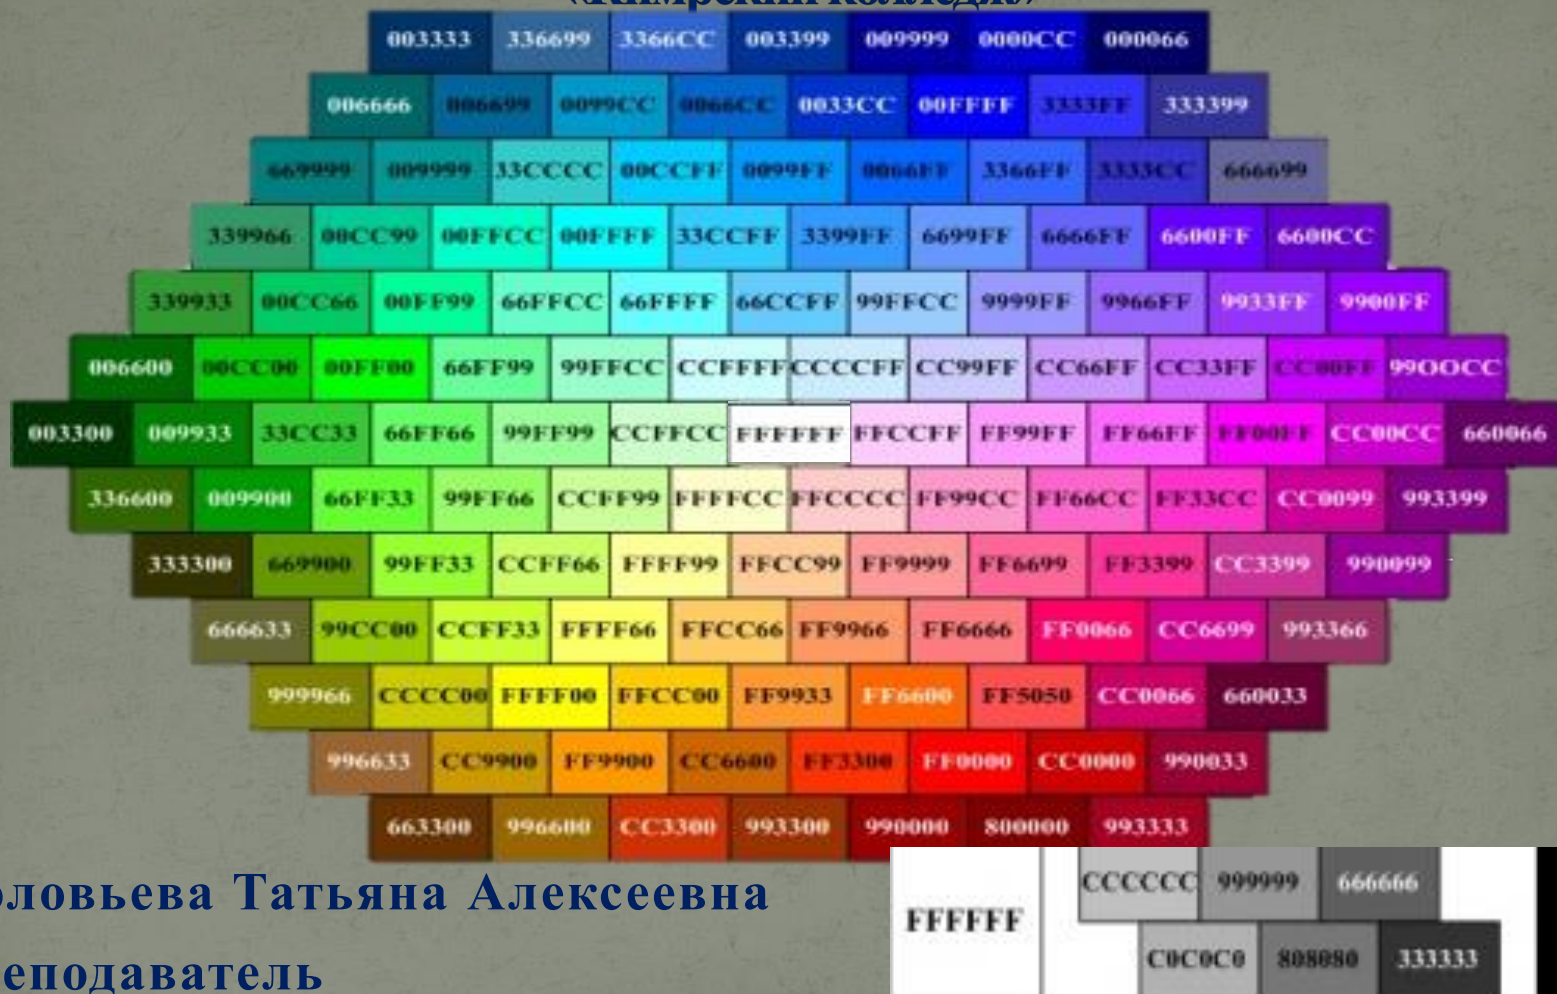 «Кимрский колледж»
003333 336699 3366CC 003399 009999 0000CC 000066
006666 006699 0099CC 0066CC 0033CC 00FFFF 3333FF 333399
669999 009999 33CCCC 00CCFF 0099FF 0066FF 3366FF 3333CC 666699
339966 00CC99 00FFCC 00FFFF 33CCFF 3399FF 6699FF 6666FF 6600FF 6600CC
339933 00CC66 00FF99 66FFCC 66FFFF 66CCFF 99FFCC 9999FF 9966FF 9933FF 9900FF
006600 00CC00 00FF00 66FF99 99FFCC CCFFFF CCCCFF CC99FF CC66FF CC33FF CC00FF 99OOCC
003300 009933 33CC33 66FF66 99FF99 CCFFCC FFFFFF FFCCFF FF99FF FF66FF FF00FF CC00CC 660066
336600 009900 66FF33 99FF66 CCFF99 FFFFCC FFCCCC FF99CC FF66CC FF33CC CC0099 993399
333300 669900 99FF33 CCFF66 FFFF99 FFCC99 FF9999 FF6699 FF3399 CC3399 990099
666633 99CC00 CCFF33 FFFF66 FFCC66 FF9966 FF6666 FF0066 CC6699 993366
999966 CCCC00 FFFF00 FFCC00 FF9933 FF6600 FF5050 CC0066 660033
996633 CC9900 FF9900 CC6600 FF3300 FF0000 CC0000 990033
663300 996600 CC3300 993300 990000 800000 993333
оловьева Татьяна Алексеевна
еподаватель
FFFFFF
CCCCCC 999999 666666
C0C0C0 808080 333333